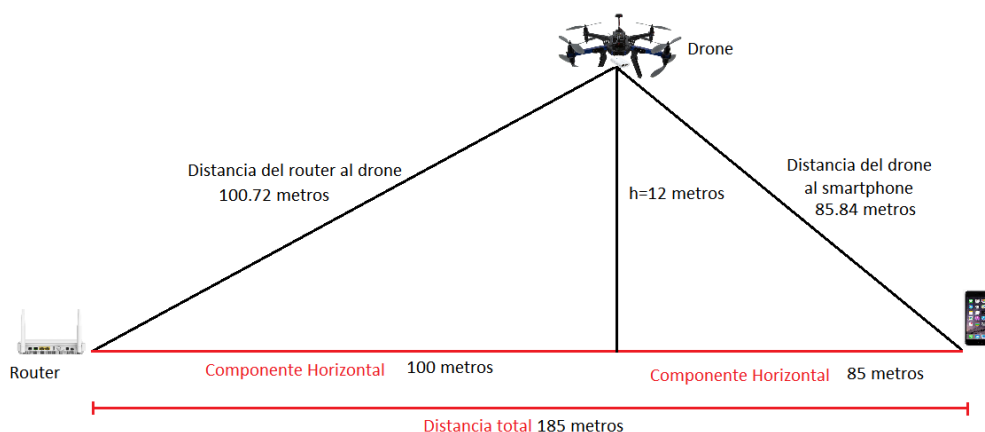 Drone
Distancia del router al drone
100.72 metros
Distancia del drone
al smartphone
85.84 metros
h=12 metros
Router
Componente Horizontal 100 metros
Componente Horizontal 85 metros
Distancia total 185 metros